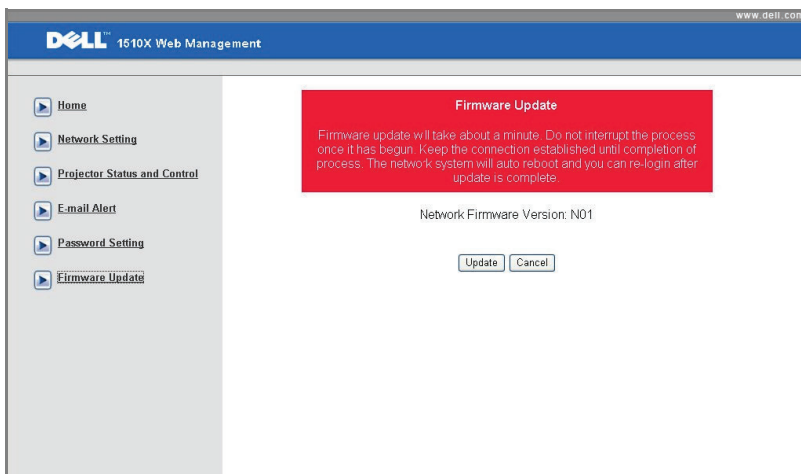 www.dell.com
DELL™ 1510X Web Management
Home
Network Setting
Projector Status and Control
E-mail Alert
Password Setting
Firmware Update
Firmware Update
Firmware update will take about a minute. Do not interrupt the process
once it has begun. Keep the connection established until completion of
process. The network system will auto reboot and you can re-login after
update is complete.
Network Firmware Version: N01
Update Cancel